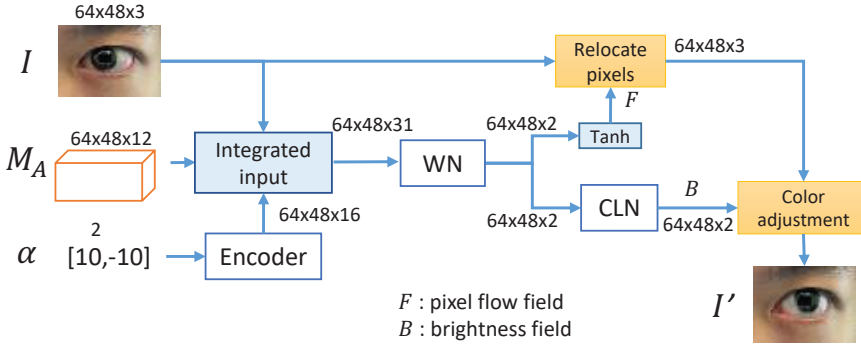 64x48x3
I
Relocate
pixels
64x48x3
F
M_A
64x48x12
Integrated
input
64x48x31
WN
64x48x2
Tanh
64x48x16
64x48x2
CLN
B
64x48x2
Color
adjustment
α
2
[10,-10]
Encoder
F : pixel flow field
B : brightness field
I'